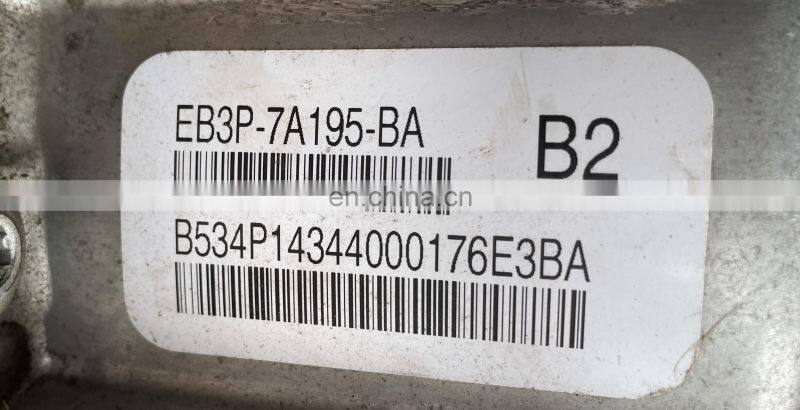 EB3P-7A195-BA
B2
en.china.cn
B534P14344000176E3BA